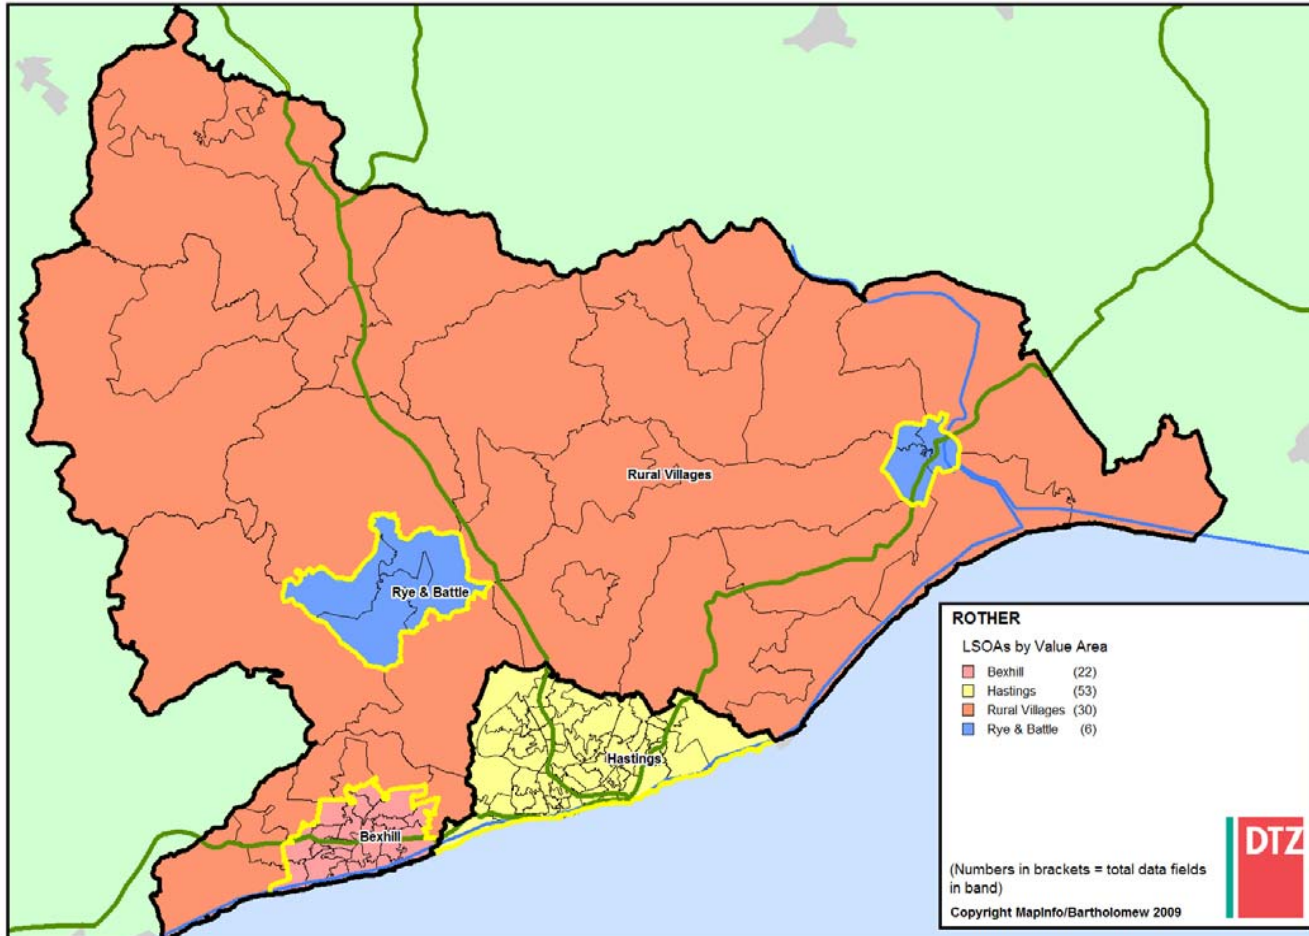 Rural Villages
Rye & Battle
Hastings
Bexhill
ROTHER
LSOAs by Value Area
Bexhill (22)
Hastings (53)
Rural Villages (30)
Rye & Battle (6)
DTZ
(Numbers in brackets = total data fields
in band)
Copyright MapInfo/Bartholomew 2009